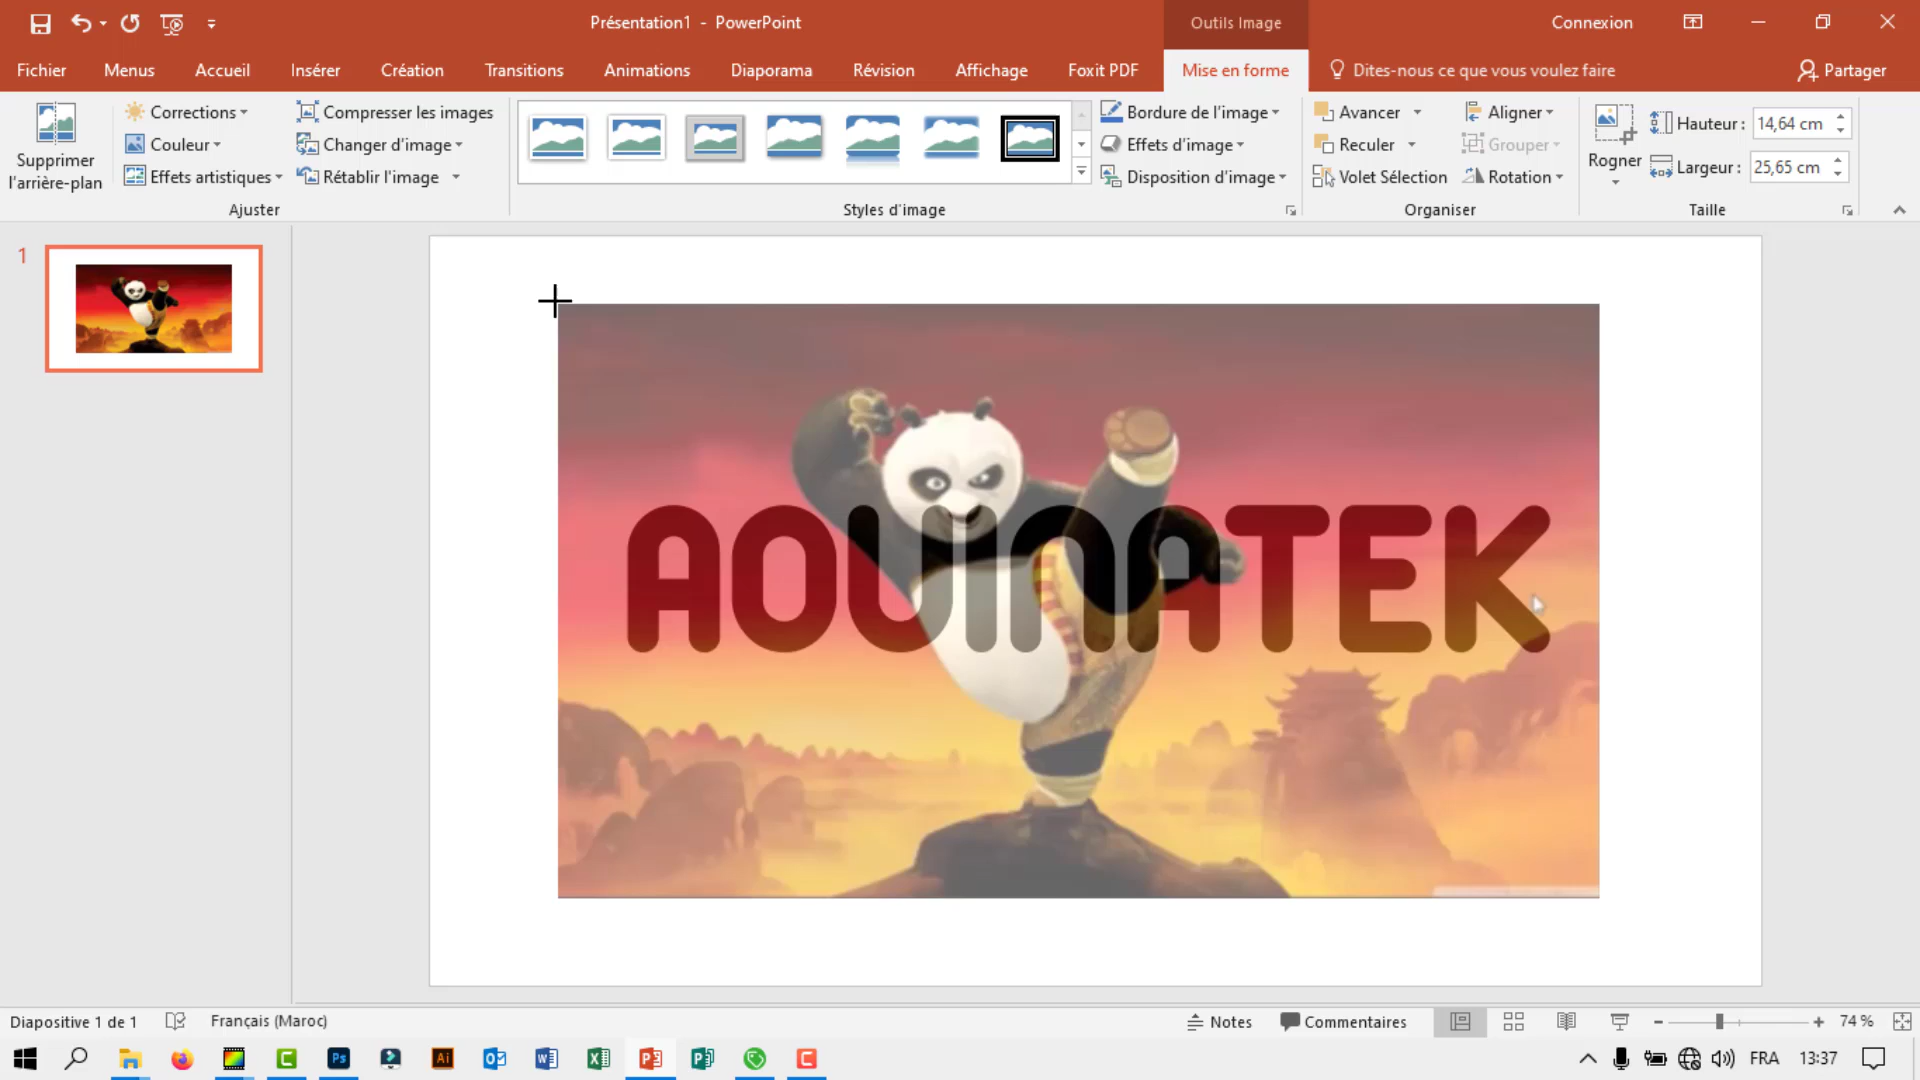 Présentation1 - PowerPoint
Outils Image
Connexion
Fichier
Menus
Accueil
Insérer
Création
Transitions
Animations
Diaporama
Révision
Affichage
Foxit PDF
Mise en forme
Dites-nous ce que vous voulez faire
Partager
Supprimer
l'arrière-plan
Corrections
Couleur
Effets artistiques
Compresser les images
Changer d'image
Rétablir l'image
Ajuster
Styles d'image
Bordure de l'image
Effets d'image
Disposition d'image
Avancer
Reculer
Volet Sélection
Aligner
Grouper
Rotation
Organiser
Rogner
Hauteur : 14,64 cm
Largeur : 25,65 cm
Taille
1
AOUINATEK
Diapositive 1 de 1
Français (Maroc)
Notes
Commentaires
74 %
Ps
Ai
FRA
13:37